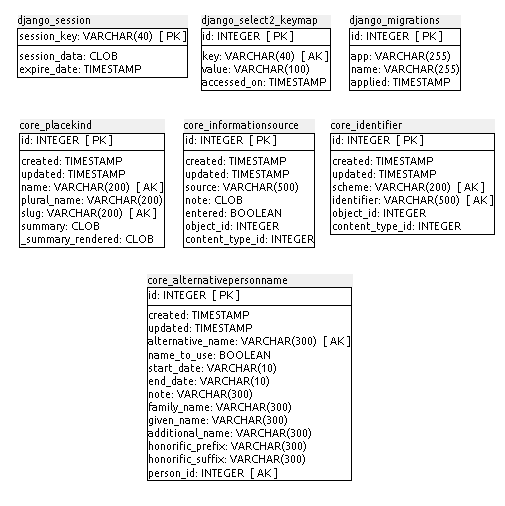 django_session
session_key: VARCHAR(40) [ PK ]
session_data: CLOB
expire_date: TIMESTAMP
django_select2_keymap
id: INTEGER [ PK ]
key: VARCHAR(40) [ AK ]
value: VARCHAR(100)
accessed_on: TIMESTAMP
django_migrations
id: INTEGER [ PK ]
app: VARCHAR(255)
name: VARCHAR(255)
applied: TIMESTAMP
core_placekind
id: INTEGER [ PK ]
created: TIMESTAMP
updated: TIMESTAMP
name: VARCHAR(200) [ AK ]
plural_name: VARCHAR(200)
slug: VARCHAR(200) [ AK ]
summary: CLOB
_summary_rendered: CLOB
core_informationsource
id: INTEGER [ PK ]
created: TIMESTAMP
updated: TIMESTAMP
source: VARCHAR(500)
note: CLOB
entered: BOOLEAN
object_id: INTEGER
content_type_id: INTEGER
core_identifier
id: INTEGER [ PK ]
created: TIMESTAMP
updated: TIMESTAMP
scheme: VARCHAR(200) [ AK ]
identifier: VARCHAR(500) [ AK ]
object_id: INTEGER
content_type_id: INTEGER
core_alternativepersonname
id: INTEGER [ PK ]
created: TIMESTAMP
updated: TIMESTAMP
alternative_name: VARCHAR(300) [ AK ]
name_to_use: BOOLEAN
start_date: VARCHAR(10)
end_date: VARCHAR(10)
note: VARCHAR(300)
family_name: VARCHAR(300)
given_name: VARCHAR(300)
additional_name: VARCHAR(300)
honorific_prefix: VARCHAR(300)
honorific_suffix: VARCHAR(300)
person_id: INTEGER [ AK ]